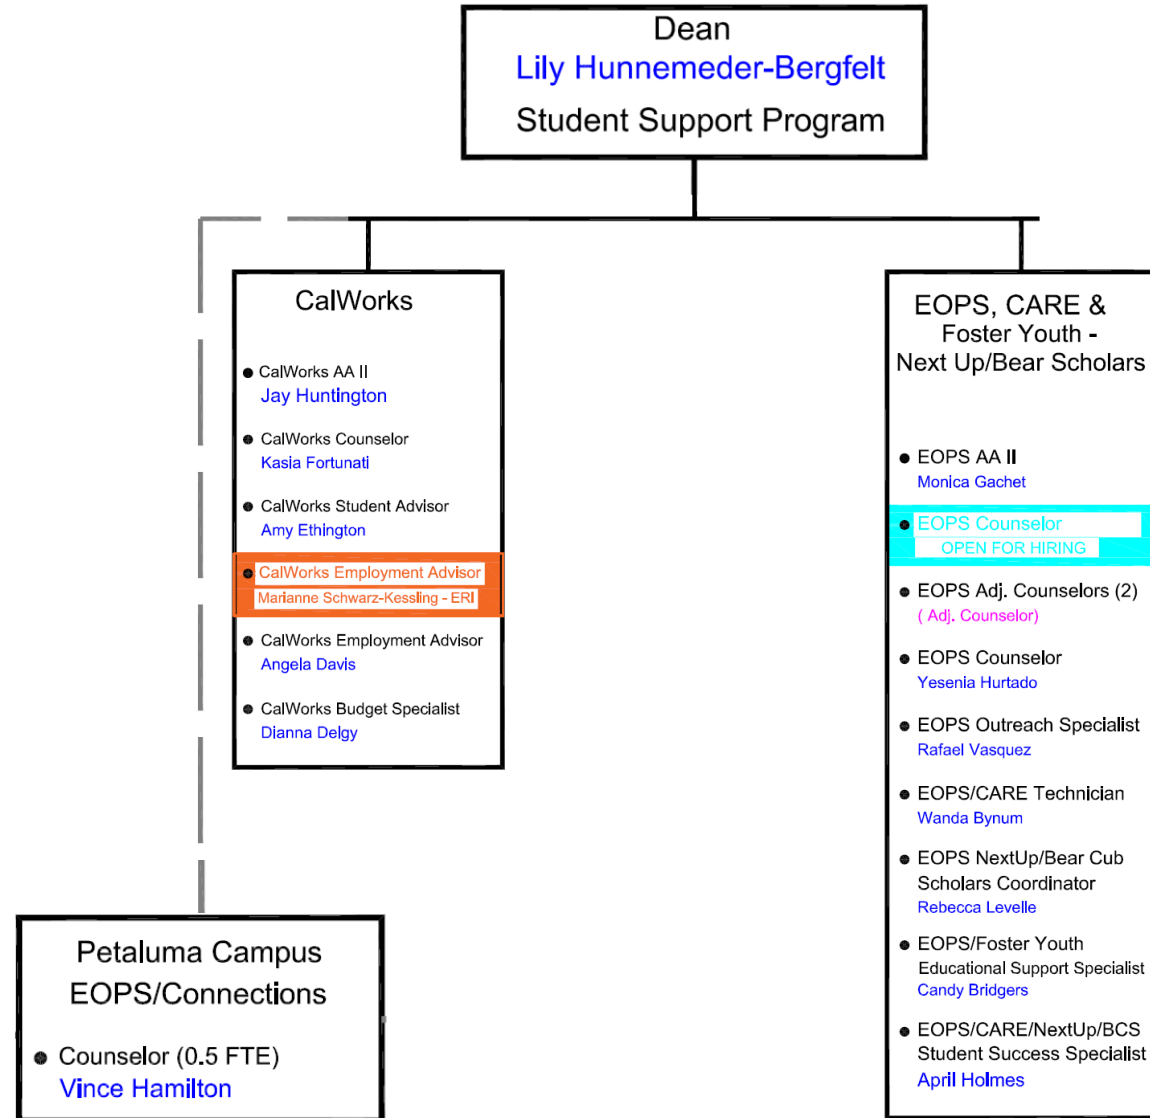 Dean
Lily Hunnemeder-Bergfelt
Student Support Program
CalWorks
● CalWorks AA II
Jay Huntington
● CalWorks Counselor
Kasia Fortunati
● CalWorks Student Advisor
Amy Ethington
● CalWorks Employment Advisor
Marianne Schwarz-Kessling - ERI
● CalWorks Employment Advisor
Angela Davis
● CalWorks Budget Specialist
Dianna Delgy
EOPS, CARE &
Foster Youth -
Next Up/Bear Scholars
● EOPS AA II
Monica Gachet
● EOPS Counselor
OPEN FOR HIRING
● EOPS Adj. Counselors (2)
( Adj. Counselor)
● EOPS Counselor
Yesenia Hurtado
● EOPS Outreach Specialist
Rafael Vasquez
● EOPS/CARE Technician
Wanda Bynum
● EOPS NextUp/Bear Cub
Scholars Coordinator
Rebecca Levelle
● EOPS/Foster Youth
Educational Support Specialist
Candy Bridgers
● EOPS/CARE/NextUp/BCS
Student Success Specialist
April Holmes
Petaluma Campus
EOPS/Connections
● Counselor (0.5 FTE)
Vince Hamilton